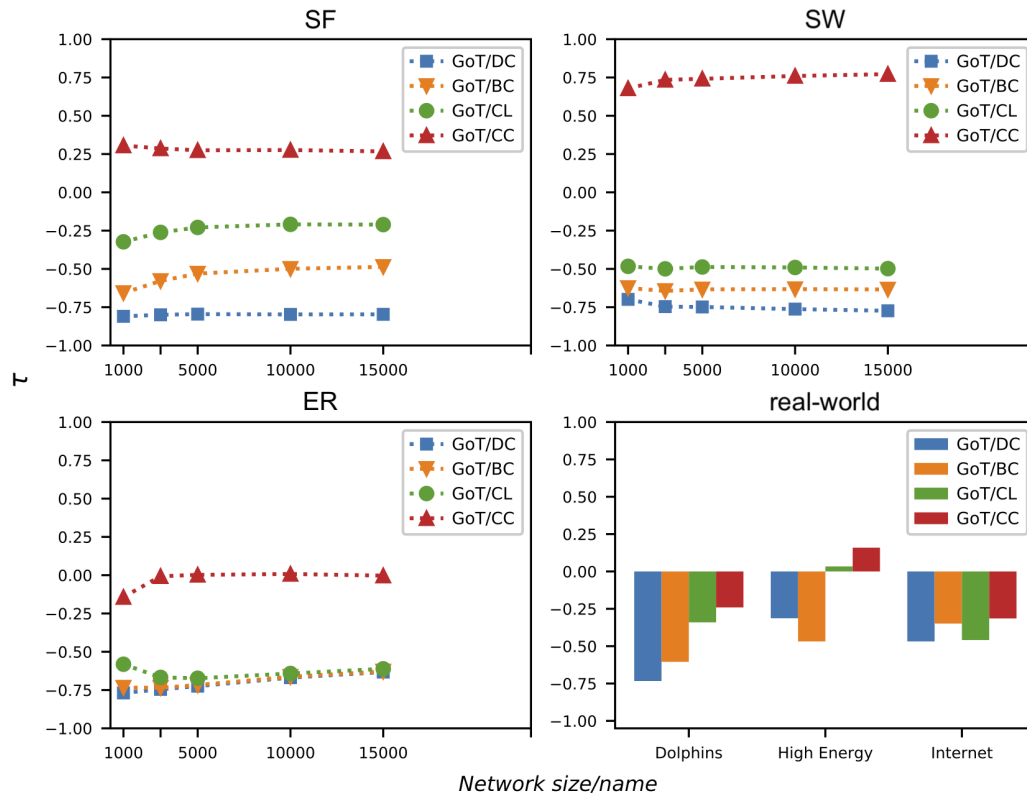 SF
1.00
0.75
0.50
0.25
0.00
−0.25
−0.50
−0.75
−1.00
1000
5000
10000
15000
GoT/DC
GoT/BC
GoT/CL
GoT/CC
SW
1.00
0.75
0.50
0.25
0.00
−0.25
−0.50
−0.75
−1.00
1000
5000
10000
15000
GoT/DC
GoT/BC
GoT/CL
GoT/CC
τ
ER
1.00
0.75
0.50
0.25
0.00
−0.25
−0.50
−0.75
−1.00
1000
5000
10000
15000
GoT/DC
GoT/BC
GoT/CL
GoT/CC
real-world
1.00
0.75
0.50
0.25
0.00
−0.25
−0.50
−0.75
−1.00
Dolphins
High Energy
Internet
GoT/DC
GoT/BC
GoT/CL
GoT/CC
Network size/name